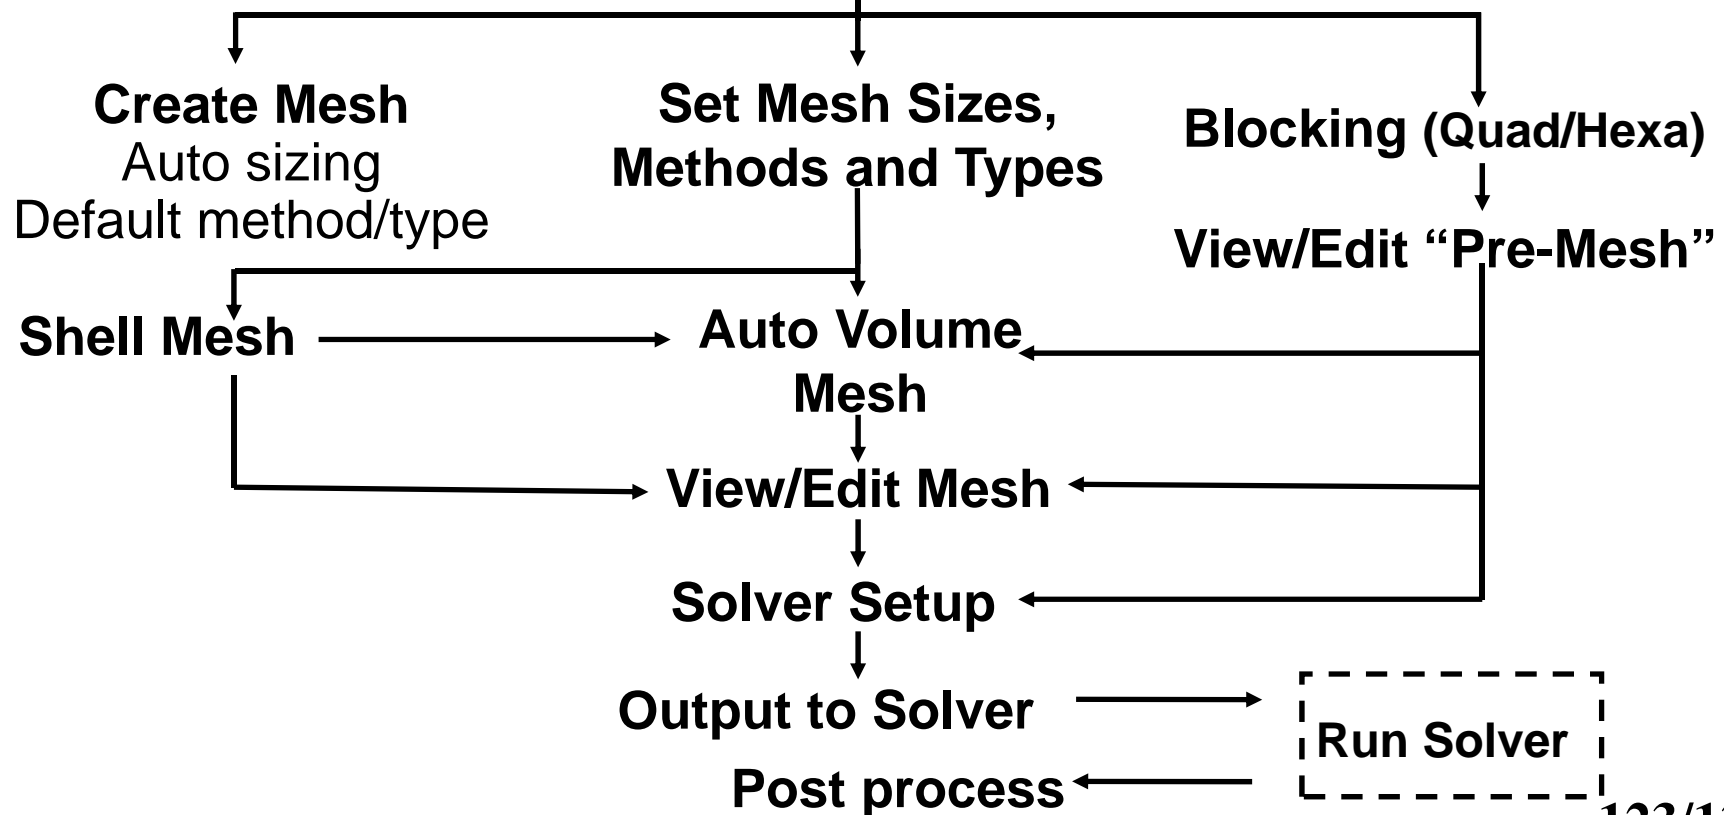 Create Mesh
Auto sizing
Default method/type
Set Mesh Sizes,
Methods and Types
Blocking (Quad/Hexa)
View/Edit “Pre-Mesh”
Shell Mesh
Auto Volume
Mesh
View/Edit Mesh
Solver Setup
Output to Solver
Run Solver
Post process